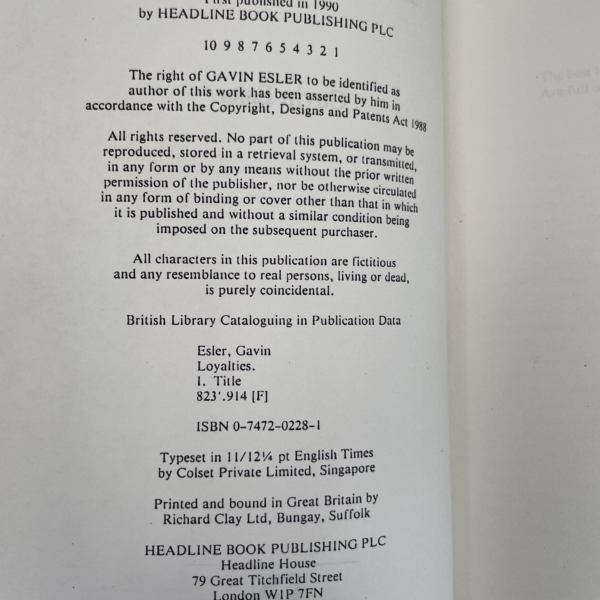 First published in 1990
by HEADLINE BOOK PUBLISHING PLC
10 9 8 7 6 5 4 3 2 1
The right of GAVIN ESLER to be identified as
author of this work has been asserted by him in
accordance with the Copyright, Designs and Patents Act 1988
All rights reserved. No part of this publication may be
reproduced, stored in a retrieval system, or transmitted,
in any form or by any means without the prior written
permission of the publisher, nor be otherwise circulated
in any form of binding or cover other than that in which
it is published and without a similar condition being
imposed on the subsequent purchaser.
All characters in this publication are fictitious
and any resemblance to real persons, living or dead,
is purely coincidental.
British Library Cataloguing in Publication Data
Esler, Gavin
Loyalties.
I. Title
823'.914 [F]
ISBN 0-7472-0228-1
Typeset in 11/12¼ pt English Times
by Colset Private Limited, Singapore
Printed and bound in Great Britain by
Richard Clay Ltd, Bungay, Suffolk
HEADLINE BOOK PUBLISHING PLC
Headline House
79 Great Titchfield Street
London W1P 7FN